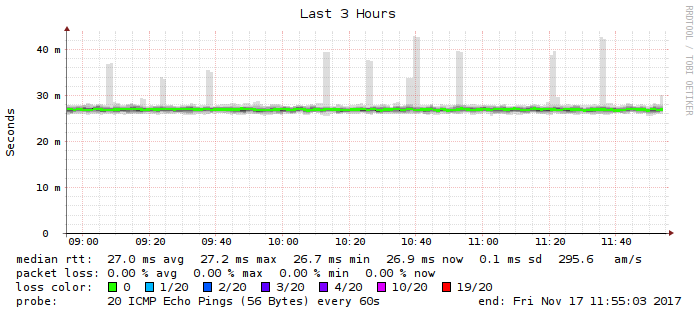 Last 3 Hours
RRDTOOL / TOBI OETIKER
Seconds
40 m
30 m
20 m
10 m
0
09:00 09:20 09:40 10:00 10:20 10:40 11:00 11:20 11:40
median rtt: 27.0 ms avg 27.2 ms max 26.7 ms min 26.9 ms now 0.1 ms sd 295.6 am/s
packet loss: 0.00 % avg 0.00 % max 0.00 % min 0.00 % now
loss color: 0 1/20 2/20 3/20 4/20 10/20 19/20
probe: 20 ICMP Echo Pings (56 Bytes) every 60s end: Fri Nov 17 11:55:03 2017